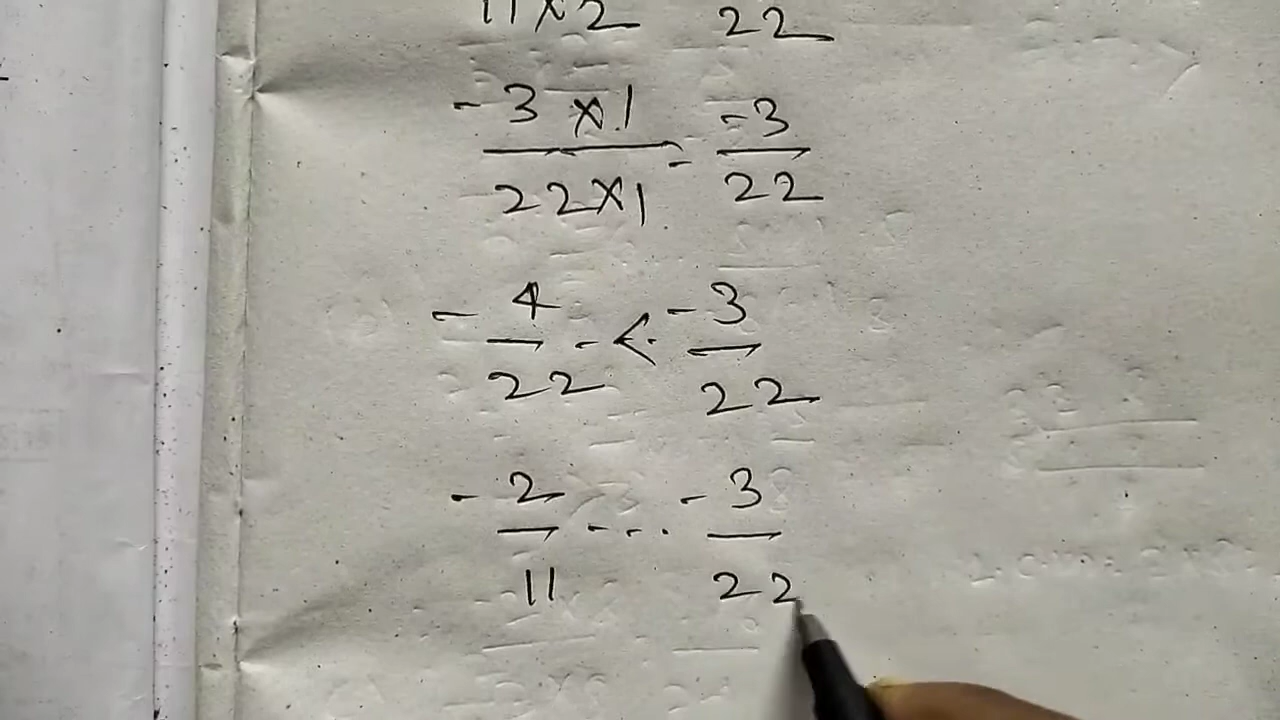 11×2 22
-3×1 = -3
22×1 22
-4 < -3
22 22
-2 ... -3
11 22